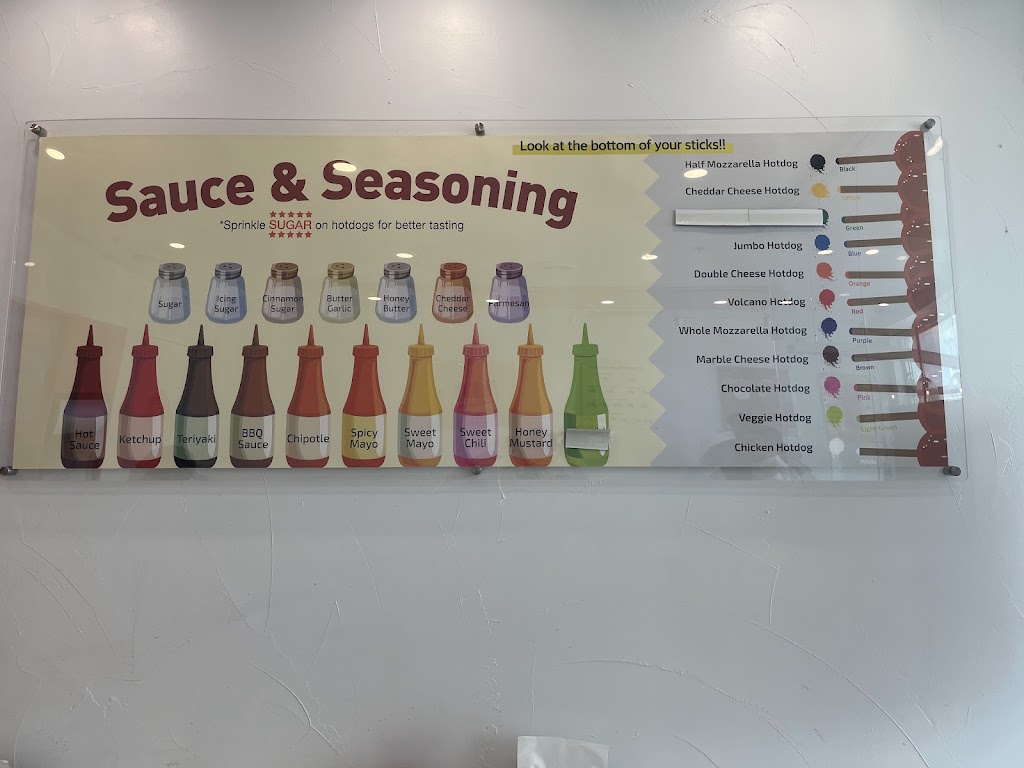 Look at the bottom of your sticks!!
Sauce & Seasoning
*Sprinkle SUGAR on hotdogs for better tasting
Sugar
Icing
Sugar
Cinnamon
Sugar
Butter
Garlic
Honey
Butter
Cheddar
Cheese
Parmesan
Hot
Sauce
Ketchup
Teriyaki
BBQ
Sauce
Chipotle
Spicy
Mayo
Sweet
Mayo
Sweet
Chili
Honey
Mustard
Half Mozzarella Hotdog
Black
Cheddar Cheese Hotdog
Yellow
Green
Jumbo Hotdog
Blue
Double Cheese Hotdog
Orange
Volcano Hotdog
Red
Whole Mozzarella Hotdog
Purple
Marble Cheese Hotdog
Brown
Chocolate Hotdog
Pink
Veggie Hotdog
Light Green
Chicken Hotdog
White